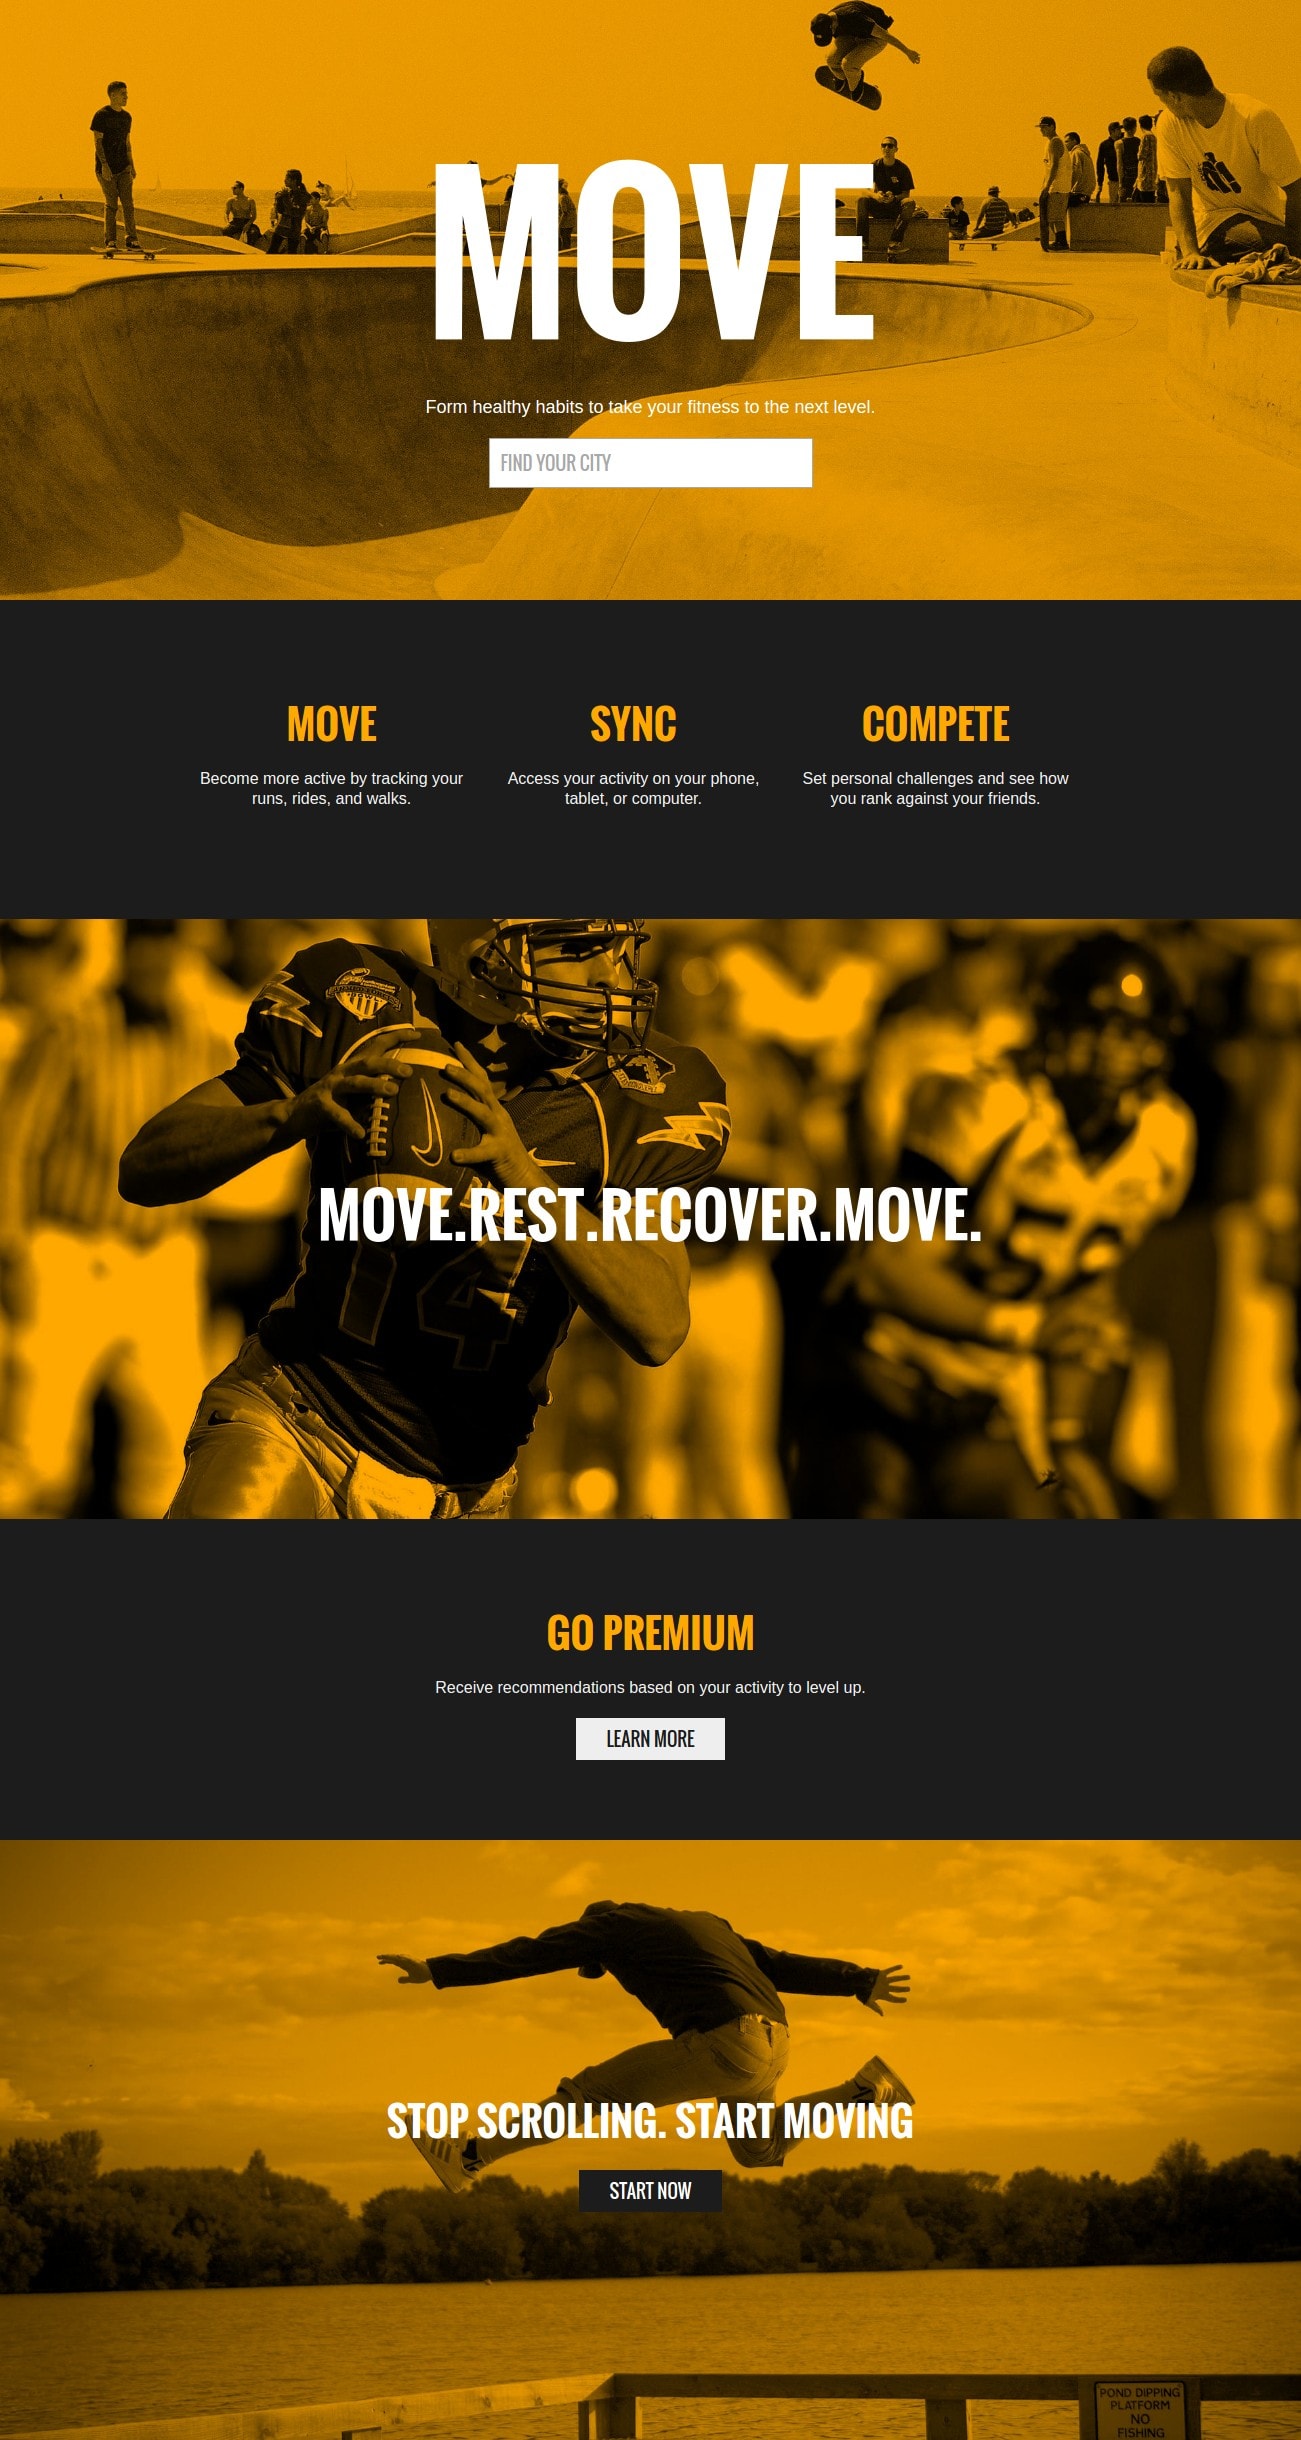 MOVE
Form healthy habits to take your fitness to the next level.
FIND YOUR CITY
MOVE
Become more active by tracking your
runs, rides, and walks.
SYNC
Access your activity on your phone,
tablet, or computer.
COMPETE
Set personal challenges and see how
you rank against your friends.
14
MOVE.REST.RECOVER.MOVE.
GO PREMIUM
Receive recommendations based on your activity to level up.
LEARN MORE
STOP SCROLLING. START MOVING
START NOW
POND DIPPING
PLATFORM
NO
FISHING